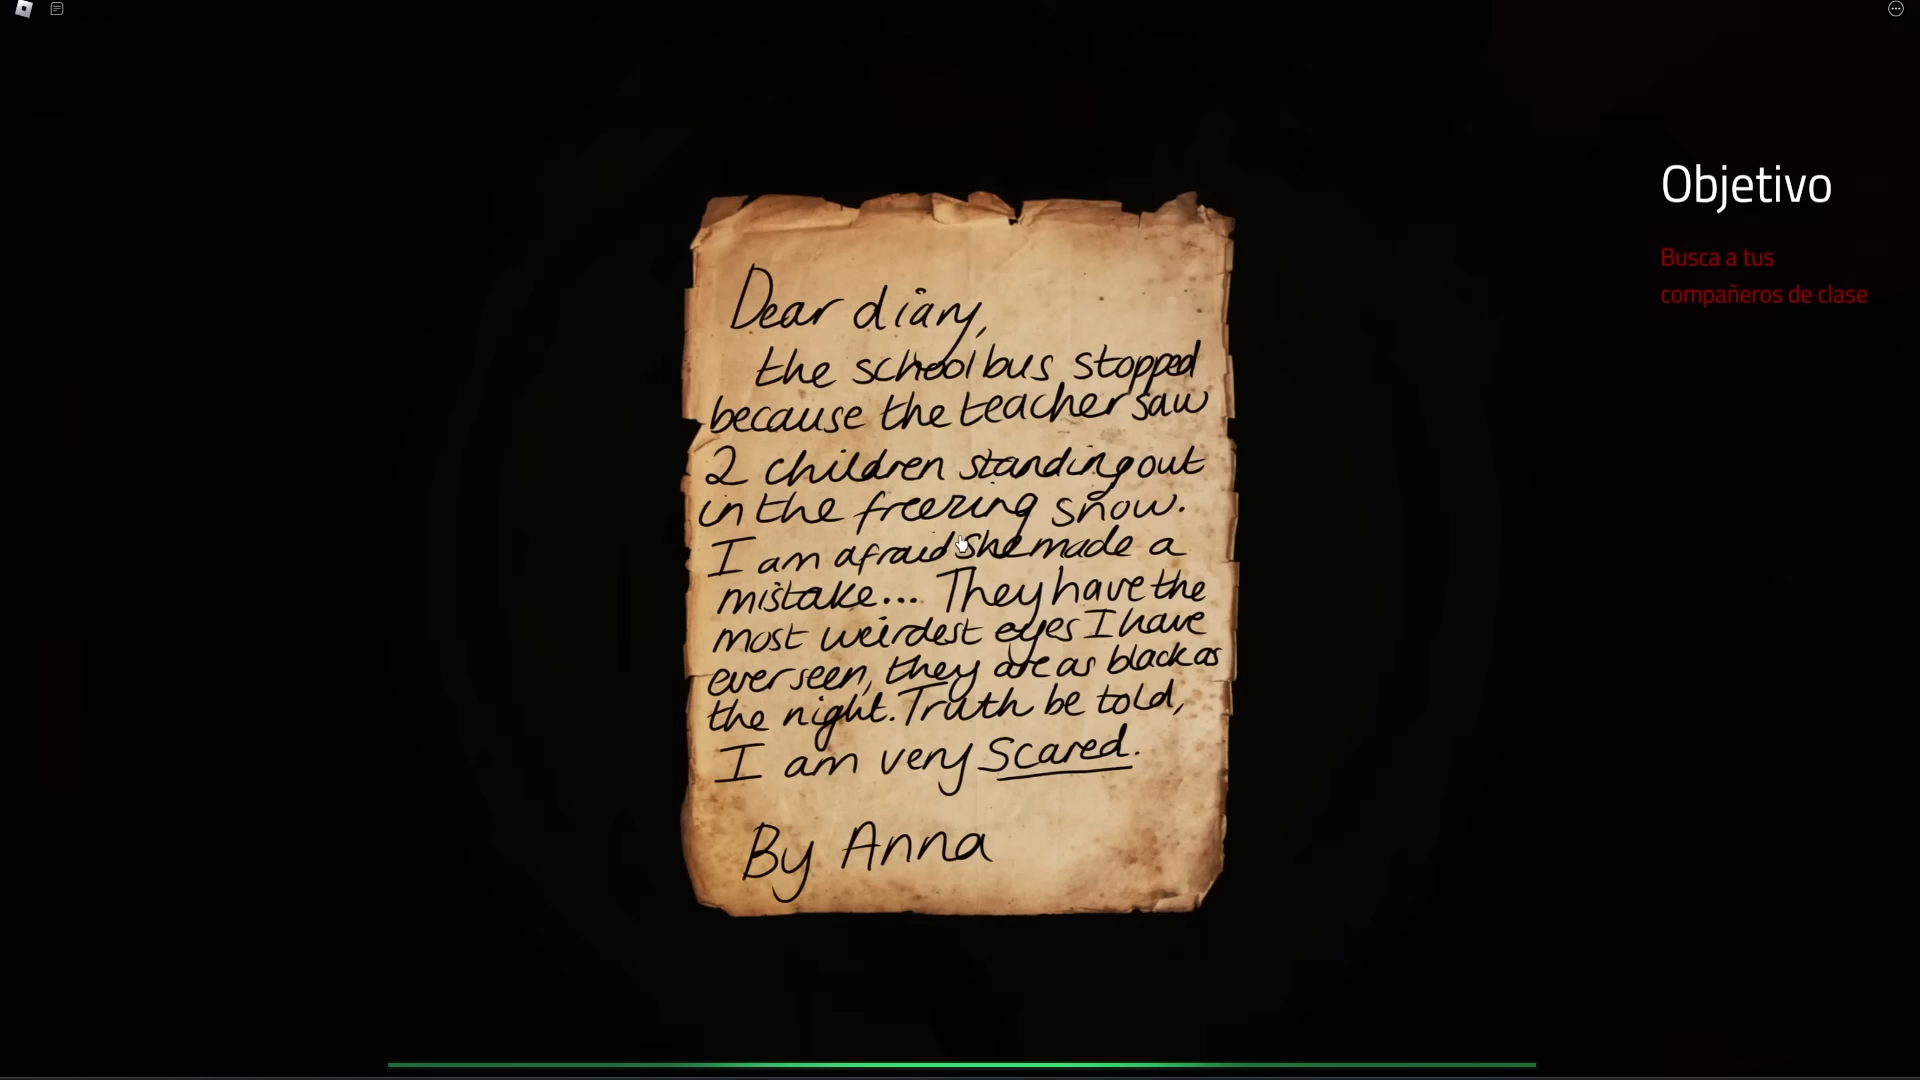 Objetivo
Busca a tus
compañeros de clase
Dear diary,
the school bus stopped
because the teacher saw
2 children standing out
in the freezing snow.
I am afraid she made a
mistake... They have the
most weirdest eyes I have
ever seen, they are as black as
the night. Truth be told,
I am very Scared.
By Anna